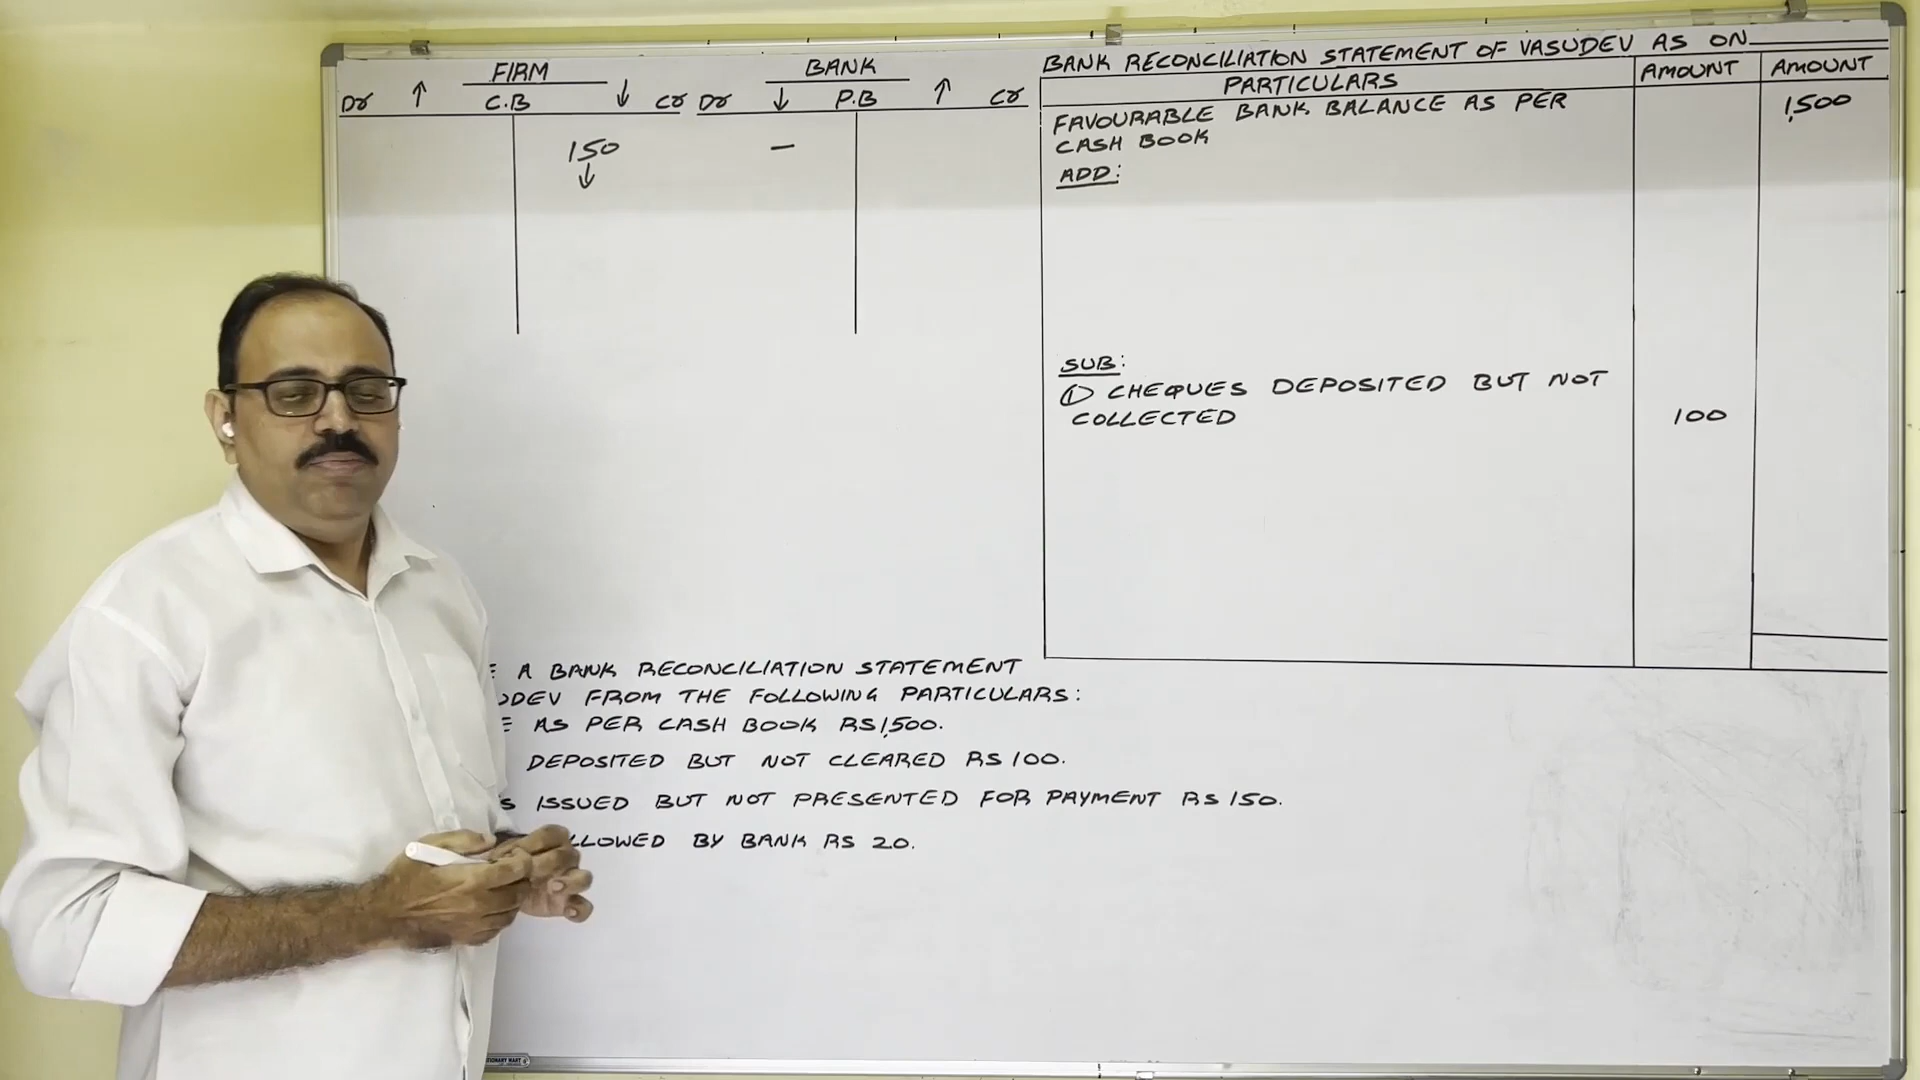 FIRM
Dr ↑ C.B ↓ Cr
150
↓
BANK
Dr ↓ P.B ↑ Cr
—
BANK RECONCILIATION STATEMENT OF VASUDEV AS ON
PARTICULARS AMOUNT AMOUNT
FAVOURABLE BANK BALANCE AS PER 1,500
CASH BOOK
ADD:
SUB:
① CHEQUES DEPOSITED BUT NOT
COLLECTED 100
A BANK RECONCILIATION STATEMENT
DEV FROM THE FOLLOWING PARTICULARS:
AS PER CASH BOOK RS 1,500.
DEPOSITED BUT NOT CLEARED RS 100.
S ISSUED BUT NOT PRESENTED FOR PAYMENT RS 150.
LLOWED BY BANK RS 20.